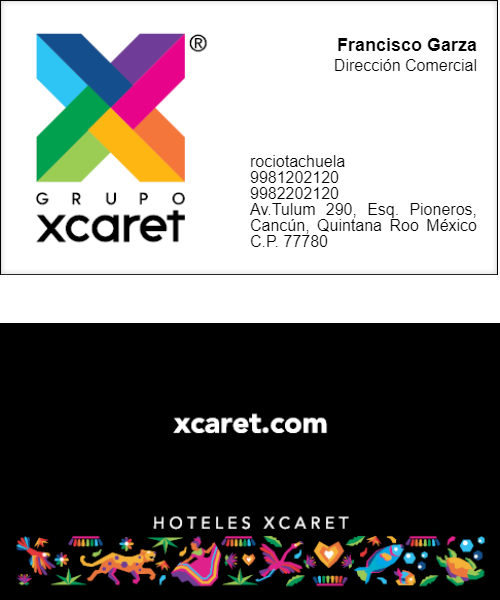 ®
Francisco Garza
Dirección Comercial
rociotachuela
9981202120
9982202120
Av.Tulum 290, Esq. Pioneros,
Cancún, Quintana Roo México
C.P. 77780
GRUPO
xcaret
xcaret.com
HOTELES XCARET